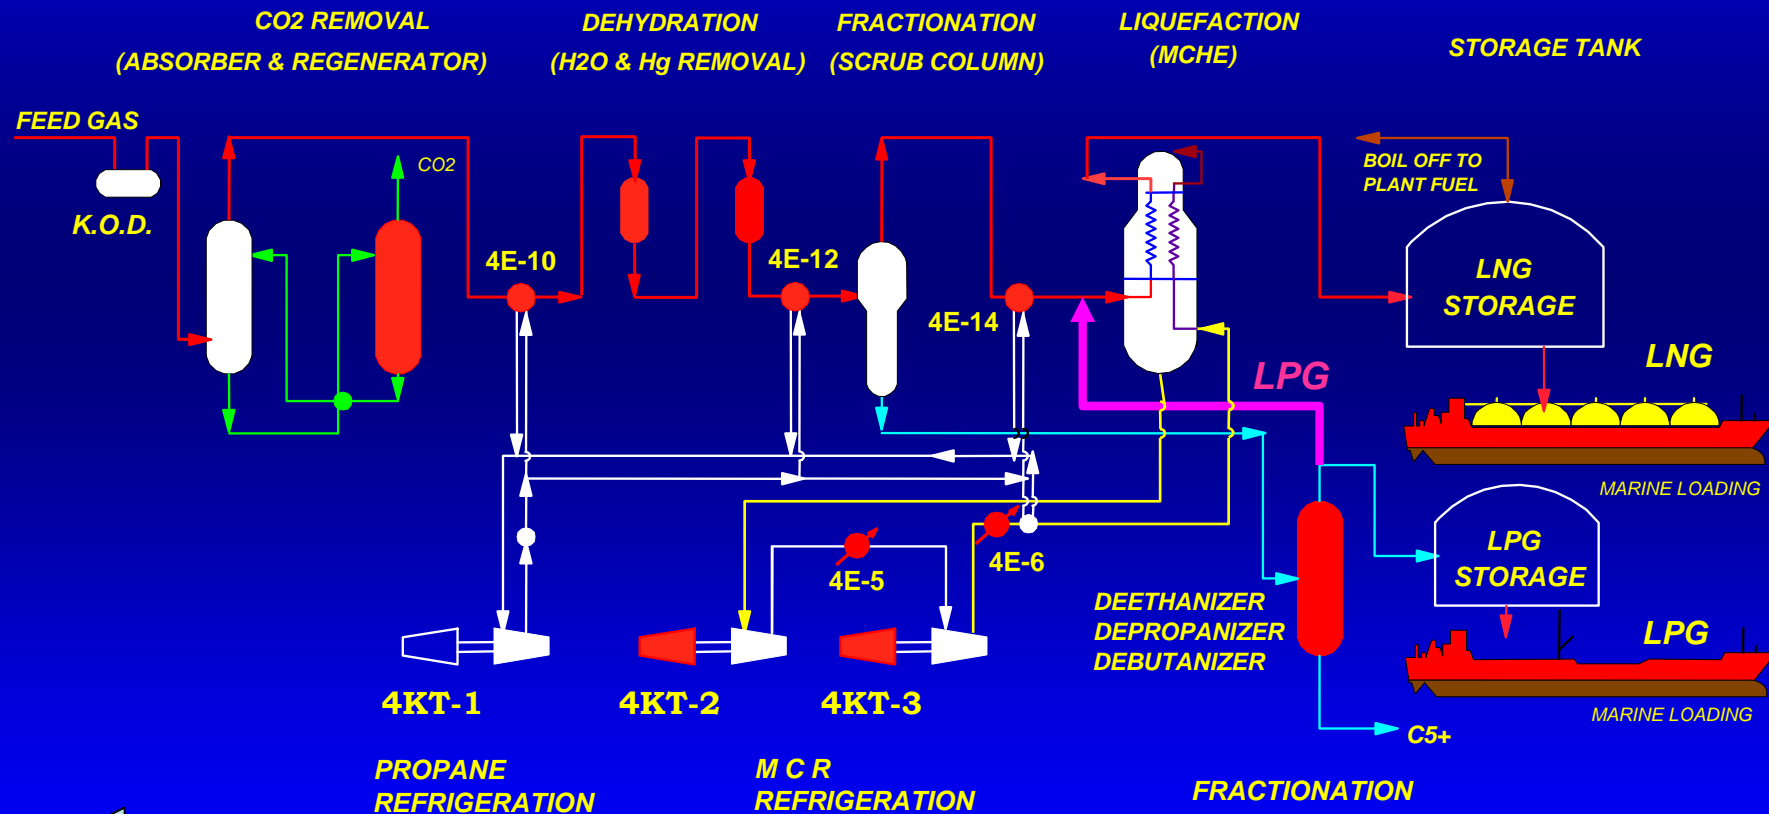 CO2 REMOVAL
(ABSORBER & REGENERATOR)
DEHYDRATION
(H2O & Hg REMOVAL)
FRACTIONATION
(SCRUB COLUMN)
LIQUEFACTION
(MCHE)
STORAGE TANK
FEED GAS
K.O.D.
CO2
4E-10
4E-12
4E-14
BOIL OFF TO
PLANT FUEL
LNG
STORAGE
LNG
MARINE LOADING
LPG
4E-5
4E-6
LPG
STORAGE
DEETHANIZER
DEPROPANIZER
DEBUTANIZER
LPG
MARINE LOADING
C5+
4KT-1
4KT-2
4KT-3
PROPANE
REFRIGERATION
M C R
REFRIGERATION
FRACTIONATION